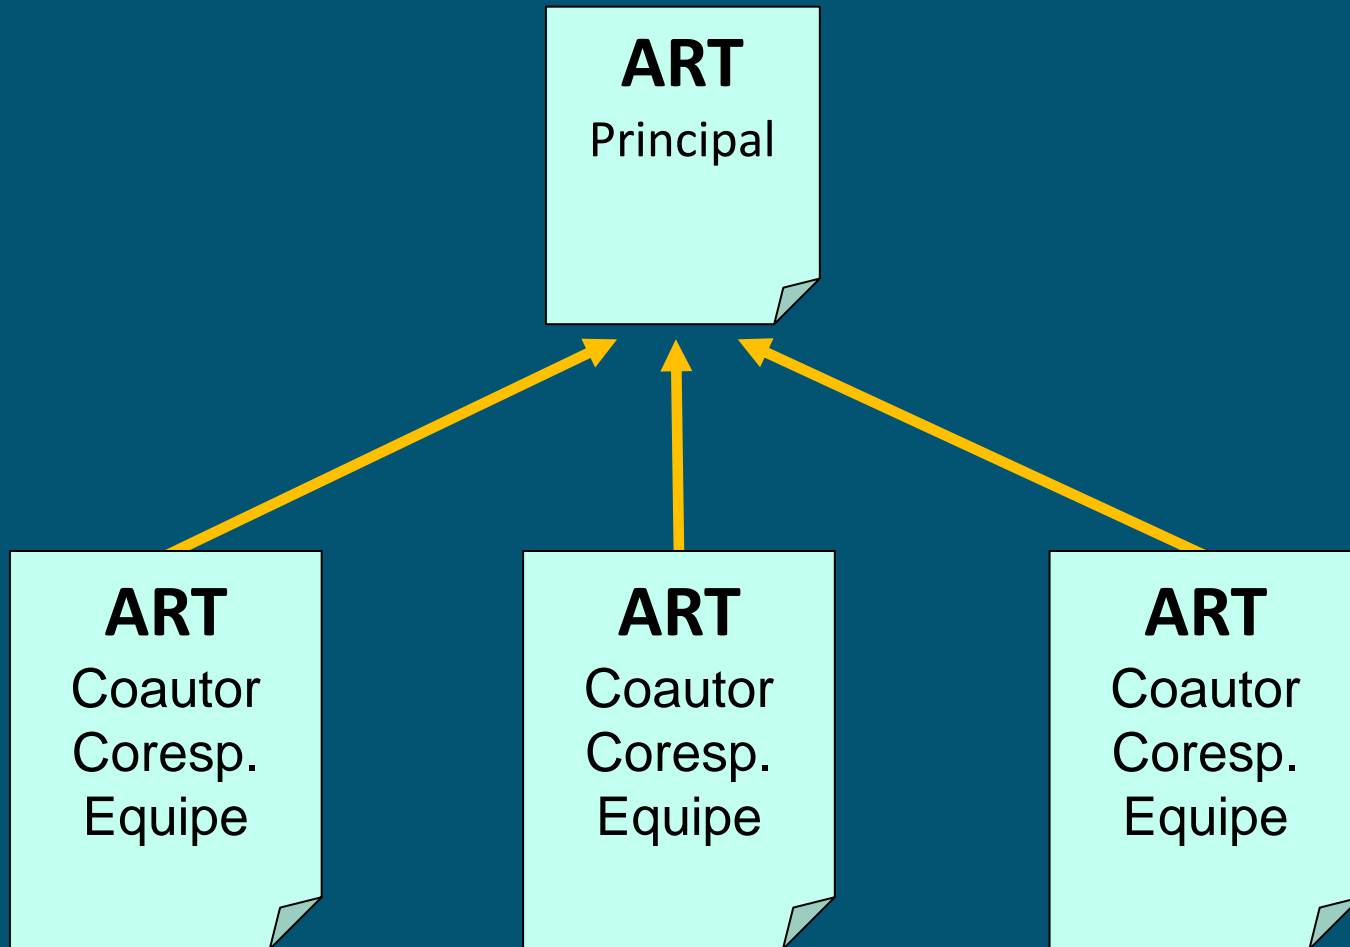 ART
Principal
ART
Coautor
Coresp.
Equipe
ART
Coautor
Coresp.
Equipe
ART
Coautor
Coresp.
Equipe